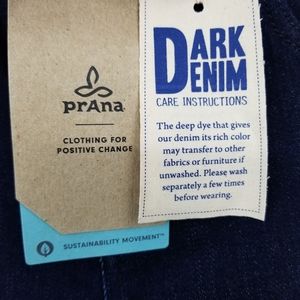 prAna
CLOTHING FOR
POSITIVE CHANGE
SUSTAINABILITY MOVEMENT™
DARK
DENIM
CARE INSTRUCTIONS
The deep dye that gives
our denim its rich color
may transfer to other
fabrics or furniture if
unwashed. Please wash
separately a few times
before wearing.